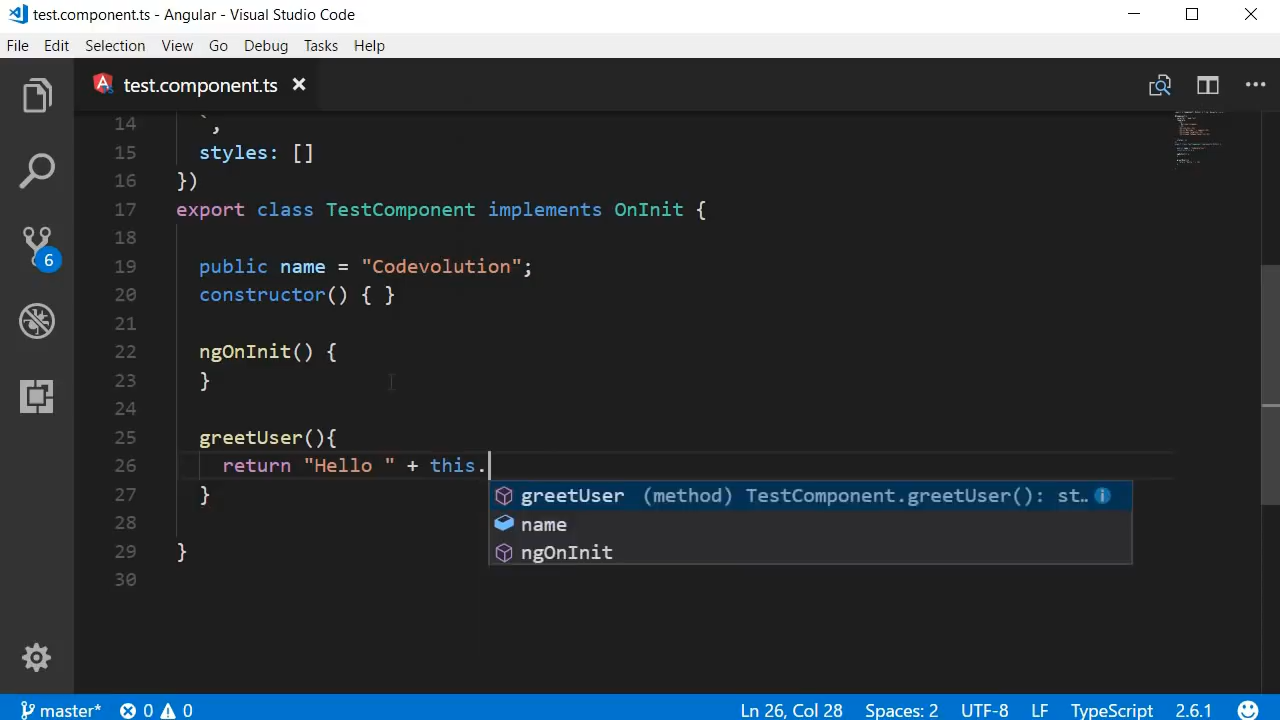 test.component.ts - Angular - Visual Studio Code
File Edit Selection View Go Debug Tasks Help
test.component.ts
14 `,
15 styles: []
16 })
17 export class TestComponent implements OnInit {
18
19 public name = "Codevolution";
20 constructor() { }
21
22 ngOnInit() {
23 }
24
25 greetUser(){
26 return "Hello " + this.
27 }
greetUser (method) TestComponent.greetUser(): st…
name
28
ngOnInit
29 }
30
6
master* 0 0 Ln 26, Col 28 Spaces: 2 UTF-8 LF TypeScript 2.6.1